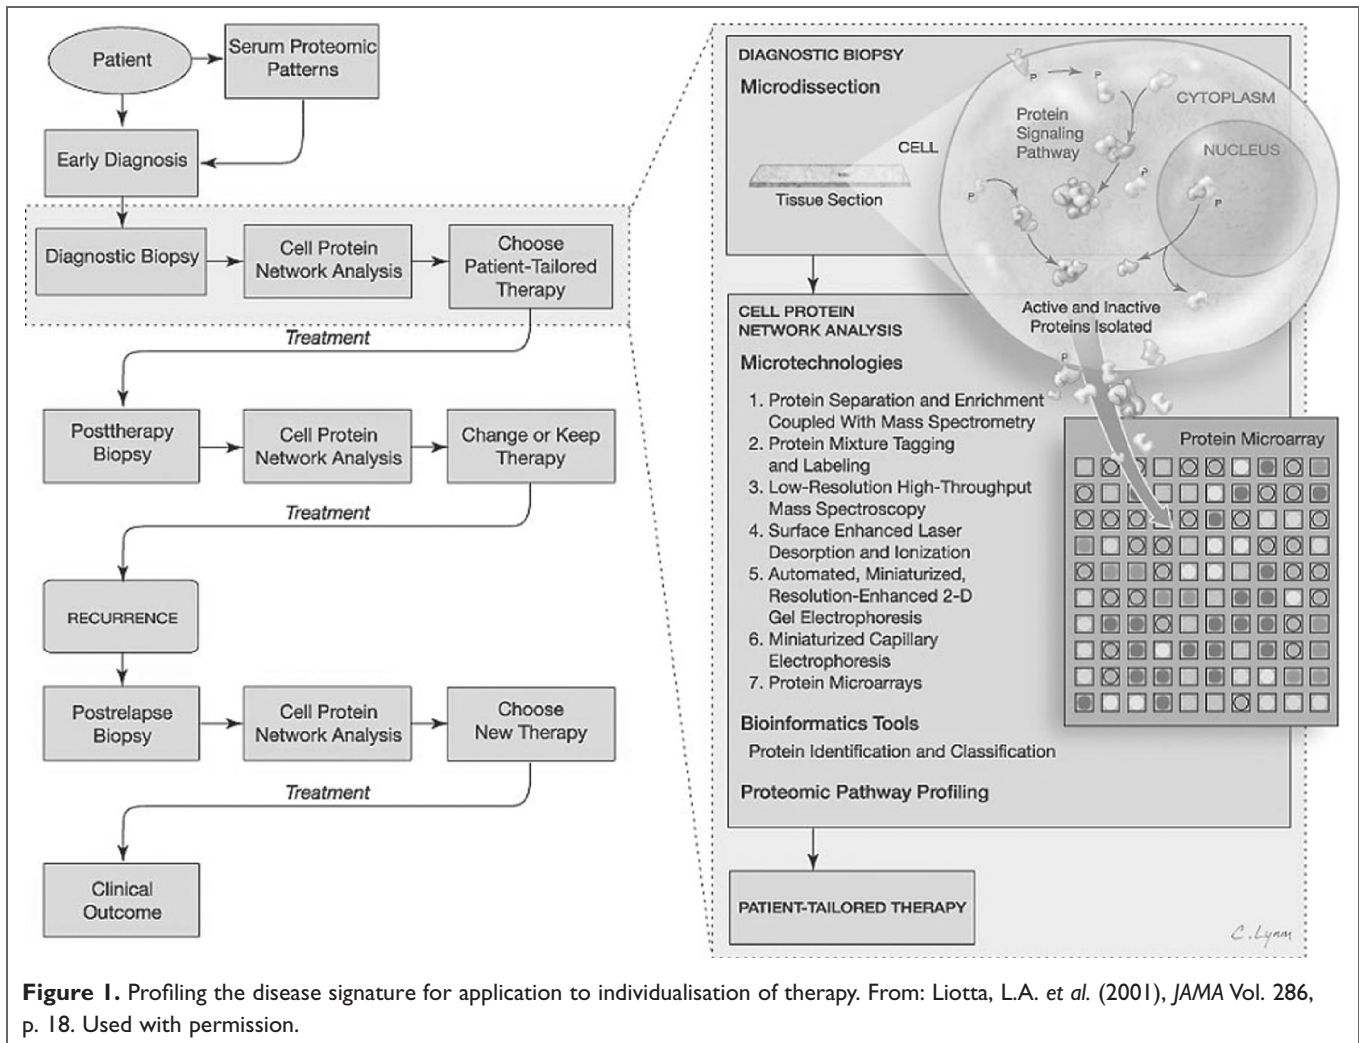 Patient
Serum Proteomic
Patterns
Early Diagnosis
Diagnostic Biopsy
Cell Protein
Network Analysis
Choose
Patient-Tailored
Therapy
Treatment
Posttherapy
Biopsy
Cell Protein
Network Analysis
Change or Keep
Therapy
Treatment
RECURRENCE
Postrelapse
Biopsy
Cell Protein
Network Analysis
Choose
New Therapy
Treatment
Clinical
Outcome
DIAGNOSTIC BIOPSY
Microdissection
CELL
Tissue Section
P
P
CYTOPLASM
Protein
Signaling
Pathway
NUCLEUS
P
P
P
Active and Inactive
Proteins Isolated
P
CELL PROTEIN
NETWORK ANALYSIS
Microtechnologies
1. Protein Separation and Enrichment
Coupled With Mass Spectrometry
2. Protein Mixture Tagging
and Labeling
3. Low-Resolution High-Throughput
Mass Spectroscopy
4. Surface Enhanced Laser
Desorption and Ionization
5. Automated, Miniaturized,
Resolution-Enhanced 2-D
Gel Electrophoresis
6. Miniaturized Capillary
Electrophoresis
7. Protein Microarrays
Protein Microarray
Bioinformatics Tools
Protein Identification and Classification
Proteomic Pathway Profiling
PATIENT-TAILORED THERAPY
C. Lynm
Figure 1. Profiling the disease signature for application to individualisation of therapy. From: Liotta, L.A. et al. (2001), JAMA Vol. 286,
p. 18. Used with permission.